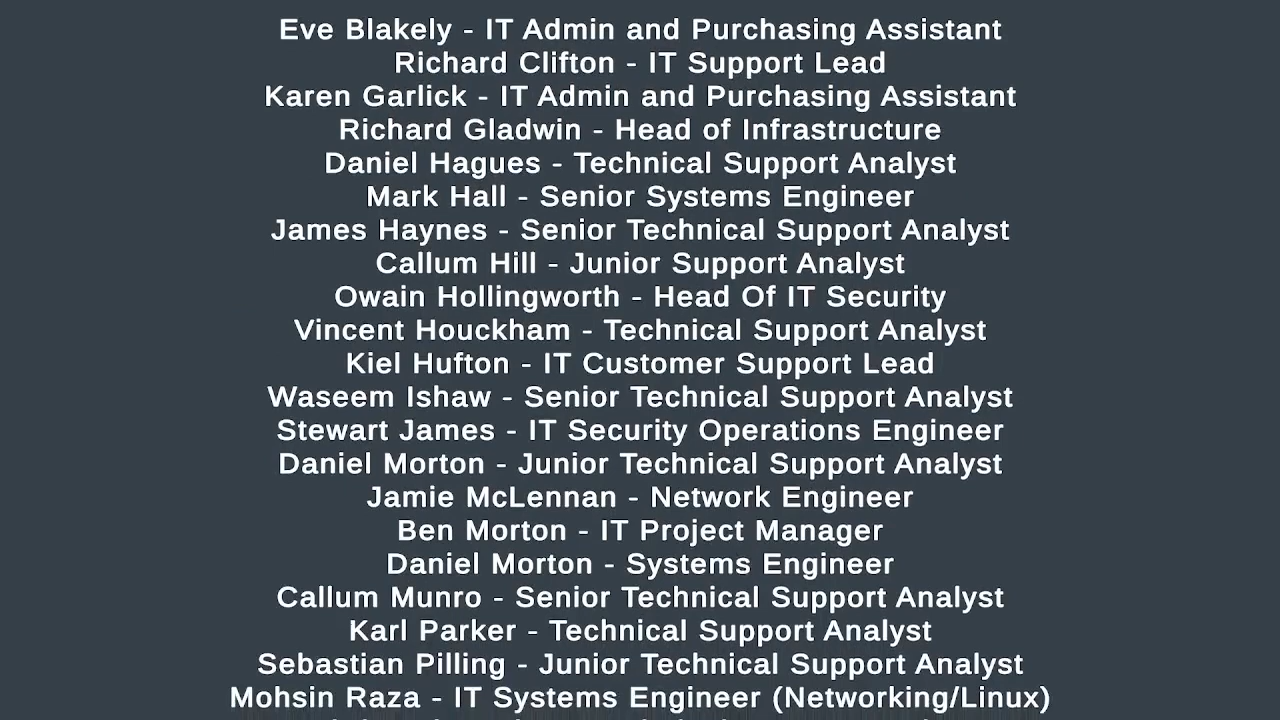 Eve Blakely - IT Admin and Purchasing Assistant
Richard Clifton - IT Support Lead
Karen Garlick - IT Admin and Purchasing Assistant
Richard Gladwin - Head of Infrastructure
Daniel Hagues - Technical Support Analyst
Mark Hall - Senior Systems Engineer
James Haynes - Senior Technical Support Analyst
Callum Hill - Junior Support Analyst
Owain Hollingworth - Head Of IT Security
Vincent Houckham - Technical Support Analyst
Kiel Hufton - IT Customer Support Lead
Waseem Ishaw - Senior Technical Support Analyst
Stewart James - IT Security Operations Engineer
Daniel Morton - Junior Technical Support Analyst
Jamie McLennan - Network Engineer
Ben Morton - IT Project Manager
Daniel Morton - Systems Engineer
Callum Munro - Senior Technical Support Analyst
Karl Parker - Technical Support Analyst
Sebastian Pilling - Junior Technical Support Analyst
Mohsin Raza - IT Systems Engineer (Networking/Linux)